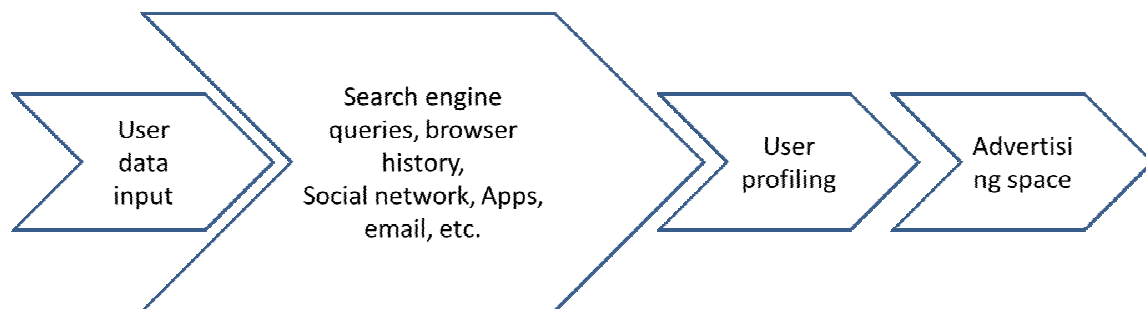 User
data
input
Search engine
queries, browser
history,
Social network, Apps,
email, etc.
User
profiling
Advertisi
ng space